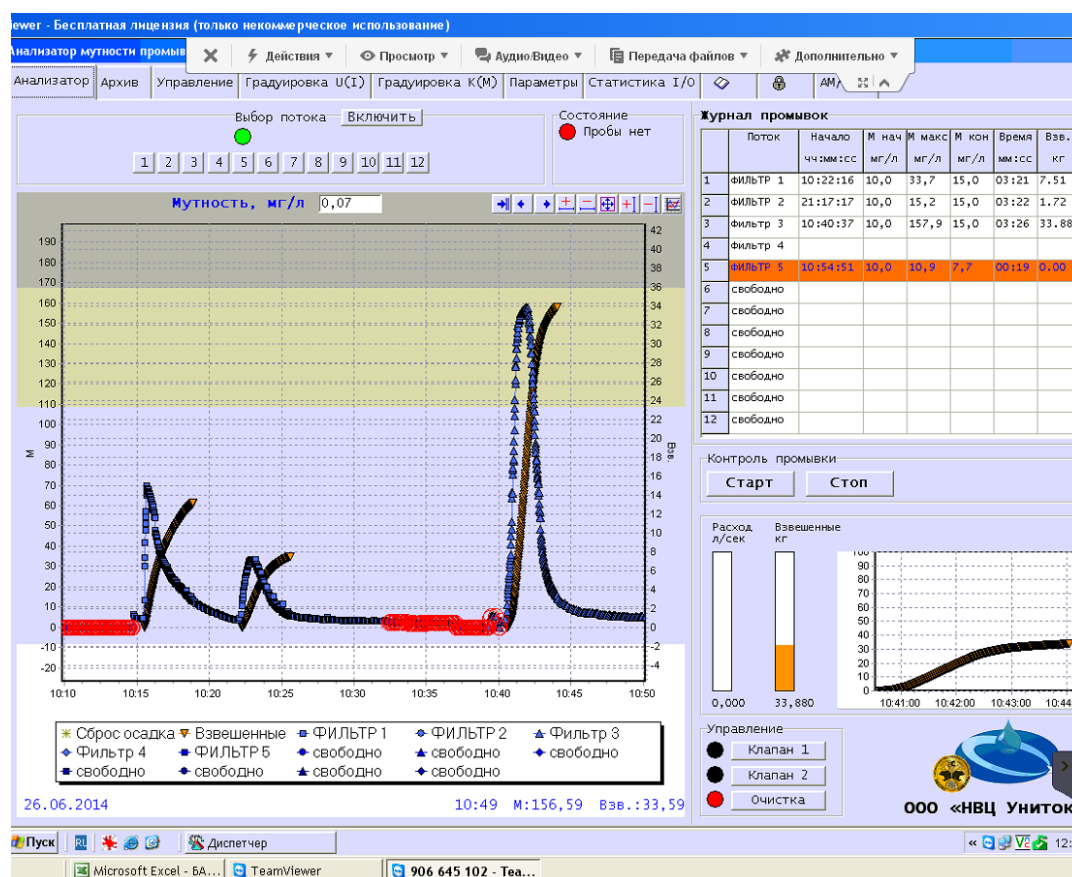 iewer - Бесплатная лицензия (только некоммерческое использование)
Анализатор мутности промыв
Действия Просмотр Аудио/Видео Передача файлов Дополнительно
Анализатор Архив Управление Градуировка U(I) Градуировка K(M) Параметры Статистика I/O
Выбор потока Включить
1 2 3 4 5 6 7 8 9 10 11 12
Состояние
Пробы нет
Мутность, мг/л 0,07
190
180
170
160
150
140
130
120
110
100
90
80
70
60
50
40
30
20
10
0
-10
-20
М
42
40
38
36
34
32
30
28
26
24
22
20
18
16
14
12
10
8
6
4
2
0
-2
-4
Взв.
10:10 10:15 10:20 10:25 10:30 10:35 10:40 10:45 10:50
Сброс осадка Взвешенные ФИЛЬТР 1 ФИЛЬТР 2 Фильтр 3
Фильтр 4 ФИЛЬТР 5 свободно свободно свободно
свободно свободно свободно свободно
26.06.2014 10:49 М:156,59 Взв.:33,59
Журнал промывок
Поток Начало М нач М макс М кон Время Взв.
чч:мм:сс мг/л мг/л мг/л мм:сс кг
1 ФИЛЬТР 1 10:22:16 10,0 33,7 15,0 03:21 7.51
2 ФИЛЬТР 2 21:17:17 10,0 15,2 15,0 03:22 1.72
3 Фильтр 3 10:40:37 10,0 157,9 15,0 03:26 33.88
4 Фильтр 4
5 ФИЛЬТР 5 10:54:51 10,0 10,9 7,7 00:19 0.00
6 свободно
7 свободно
8 свободно
9 свободно
10 свободно
11 свободно
12 свободно
Контроль промывки
Старт Стоп
Расход
л/сек
Взвешенные
кг
0,000 33,880
100
90
80
70
60
50
40
30
20
10
0
10:41:00 10:42:00 10:43:00 10:44
Управление
Клапан 1
Клапан 2
Очистка
ООО «НВЦ Униток
Пуск Диспетчер 12:
Microsoft Excel - БА... TeamViewer 906 645 102 - Tea...